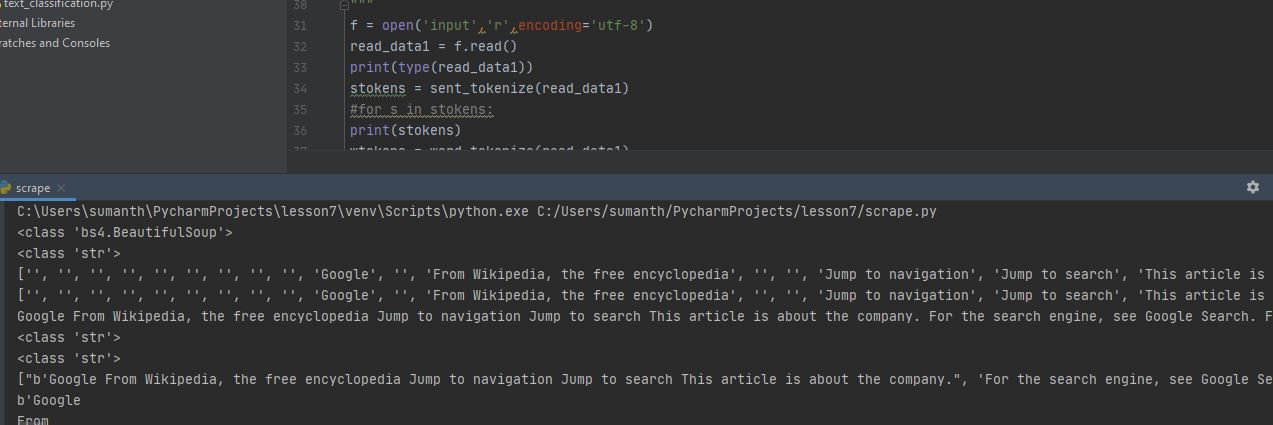 text_classification.py
ternal Libraries
ratches and Consoles
30 """
31 f = open('input','r',encoding='utf-8')
32 read_data1 = f.read()
33 print(type(read_data1))
34 stokens = sent_tokenize(read_data1)
35 #for s in stokens:
36 print(stokens)
37 wtokens = word_tokenize(read_data1)
scrape
C:\Users\sumanth\PycharmProjects\lesson7\venv\Scripts\python.exe C:/Users/sumanth/PycharmProjects/lesson7/scrape.py
<class 'bs4.BeautifulSoup'>
<class 'str'>
['', '', '', '', '', '', '', '', '', 'Google', '', 'From Wikipedia, the free encyclopedia', '', '', 'Jump to navigation', 'Jump to search', 'This article is
['', '', '', '', '', '', '', '', '', 'Google', '', 'From Wikipedia, the free encyclopedia', '', '', 'Jump to navigation', 'Jump to search', 'This article is
Google From Wikipedia, the free encyclopedia Jump to navigation Jump to search This article is about the company. For the search engine, see Google Search. F
<class 'str'>
<class 'str'>
["b'Google From Wikipedia, the free encyclopedia Jump to navigation Jump to search This article is about the company.", 'For the search engine, see Google Se
b'Google
From